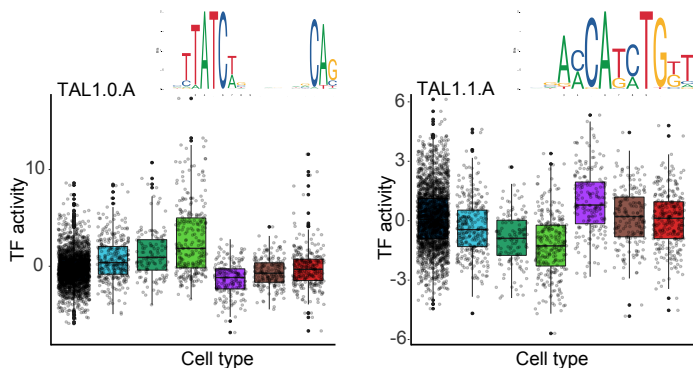 TAL1.0.A
TF activity
10
0
Cell type
TAL1.1.A
TF activity
6
3
0
-3
-6
Cell type